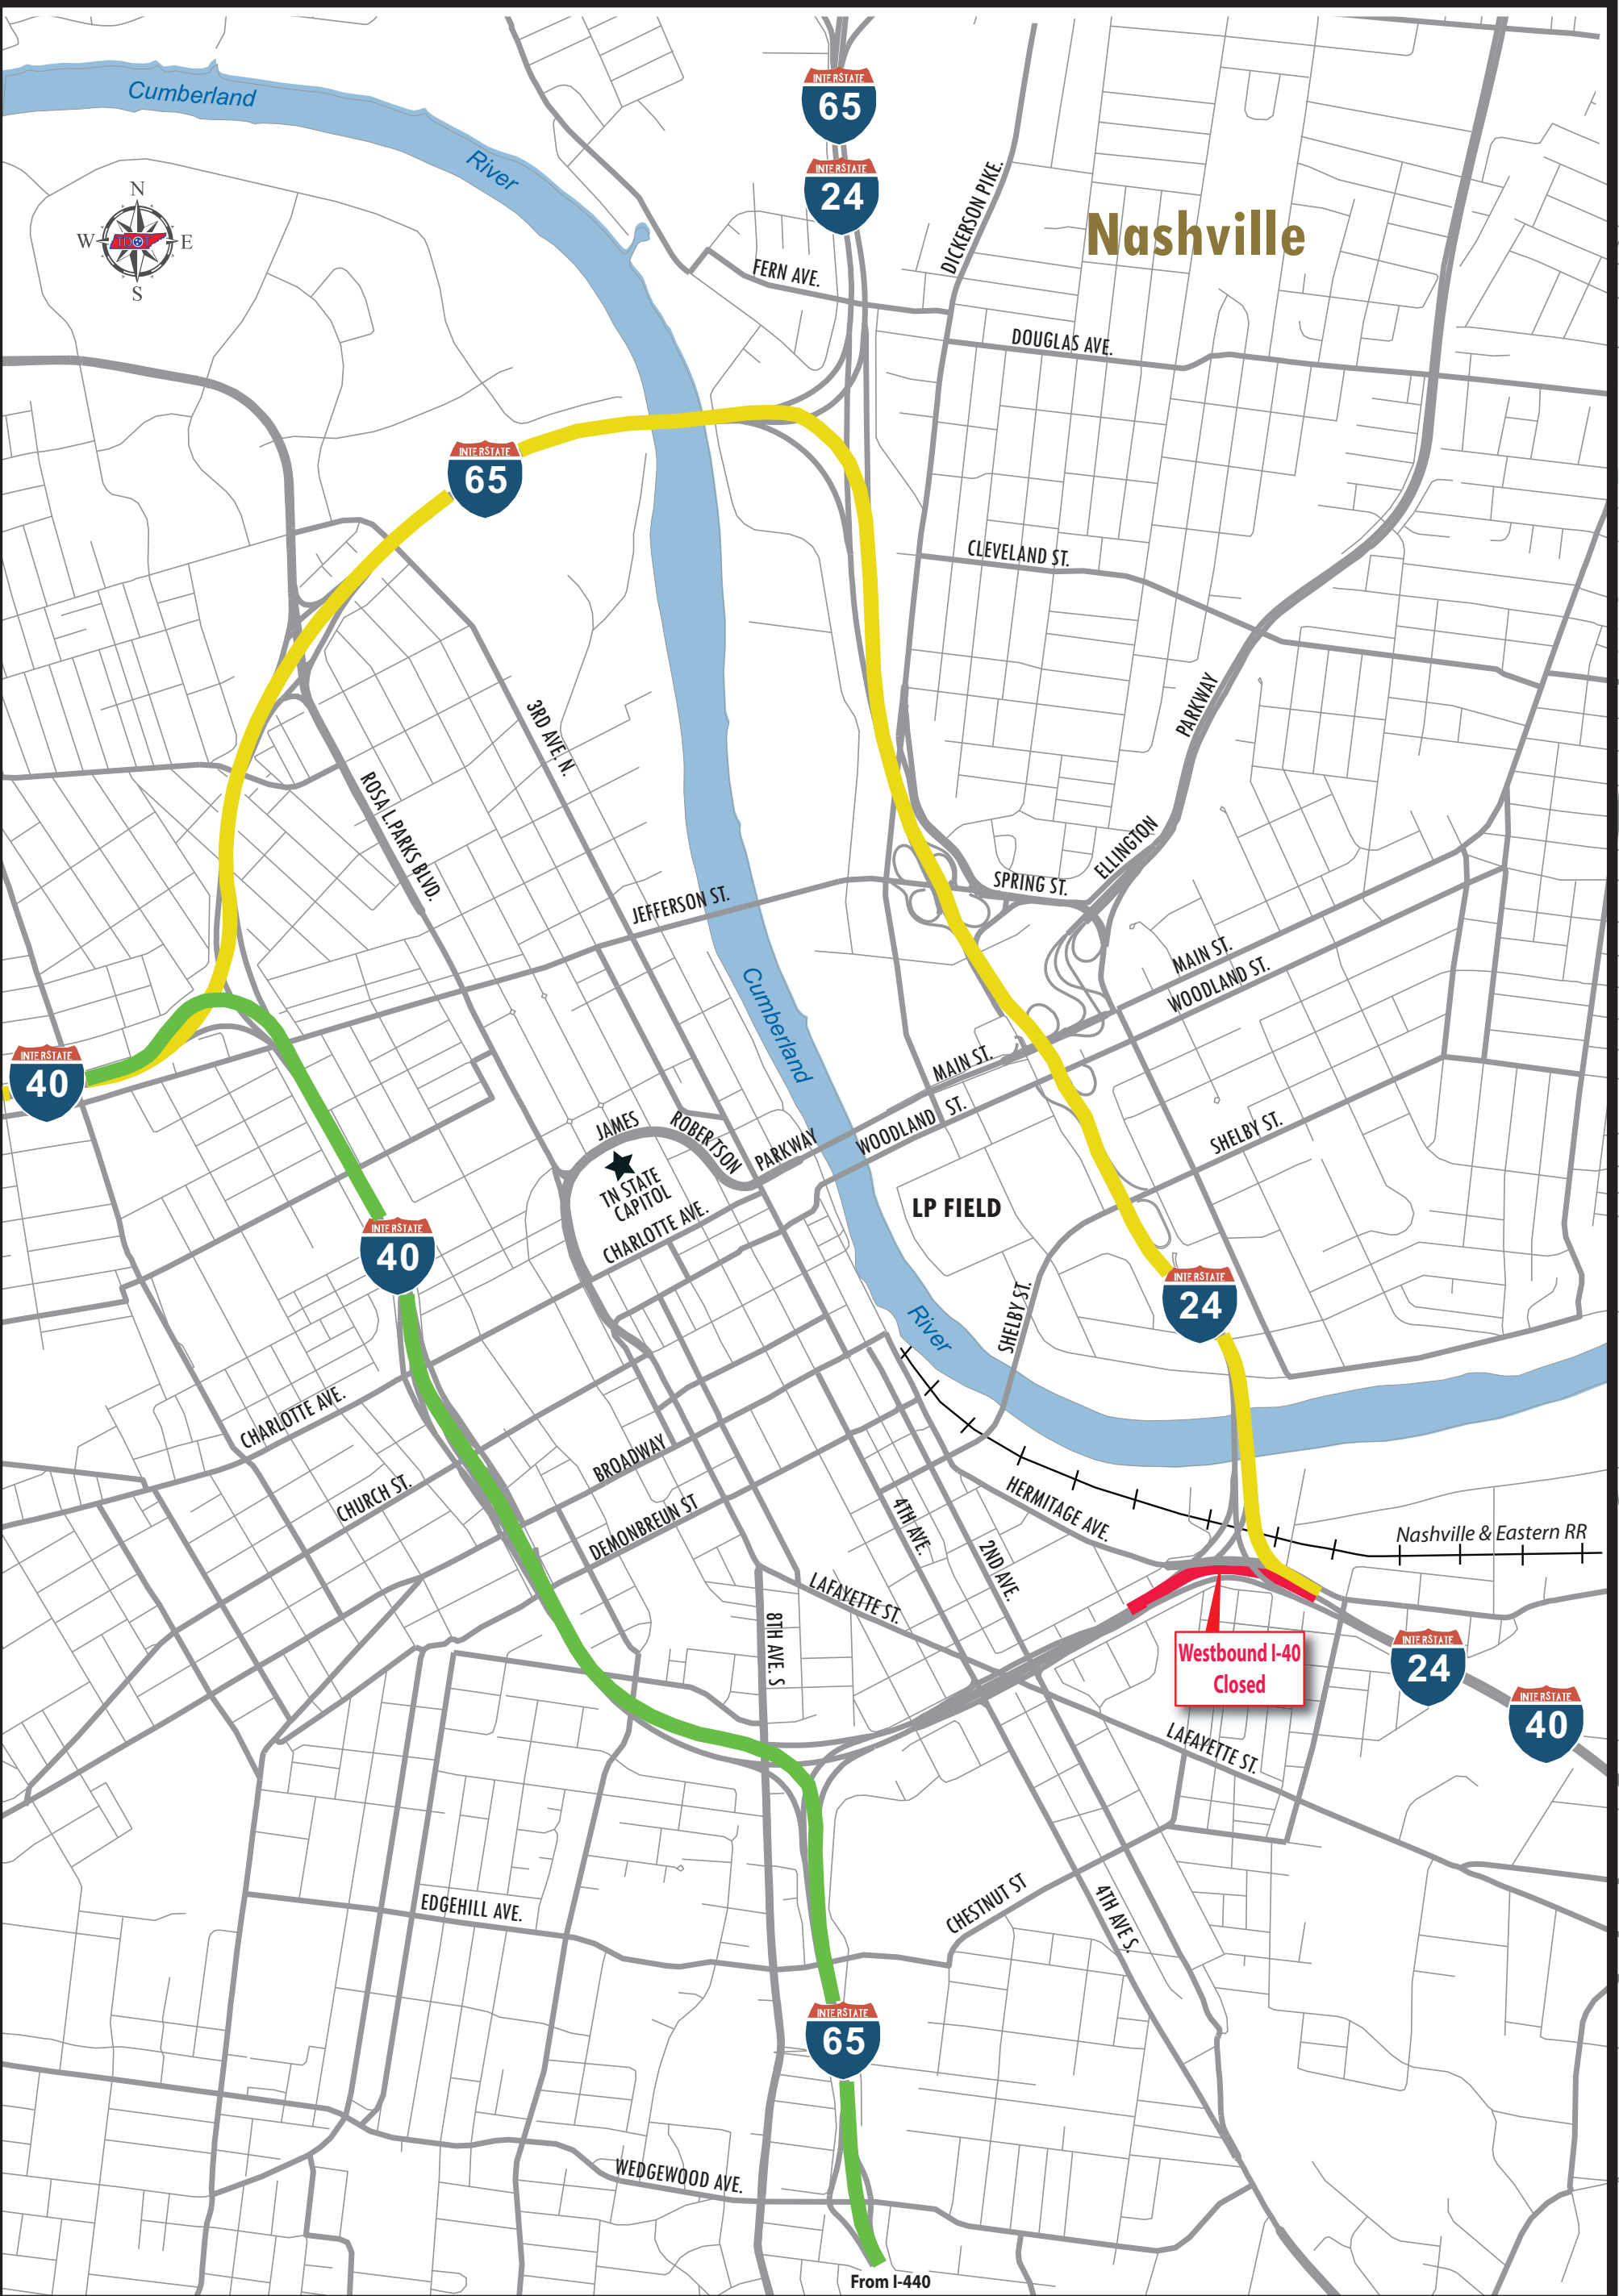 Cumberland
River
INTERSTATE
65
INTERSTATE
24
N
W
E
S
TDOT
DICKERSON PIKE.
Nashville
FERN AVE.
DOUGLAS AVE.
INTERSTATE
65
CLEVELAND ST.
3RD AVE. N.
PARKWAY
ROSA L.PARKS BLVD.
ELLINGTON
SPRING ST.
JEFFERSON ST.
MAIN ST.
WOODLAND ST.
Cumberland
INTERSTATE
40
MAIN ST.
WOODLAND ST.
JAMES
ROBERTSON
PARKWAY
SHELBY ST.
TN STATE
CAPITOL
CHARLOTTE AVE.
LP FIELD
INTERSTATE
40
INTERSTATE
24
River
SHELBY ST.
CHARLOTTE AVE.
BROADWAY
CHURCH ST.
DEMONBREUN ST
4TH AVE.
HERMITAGE AVE.
Nashville & Eastern RR
2ND AVE.
LAFAYETTE ST.
8TH AVE. S
Westbound I-40
Closed
INTERSTATE
24
INTERSTATE
40
LAFAYETTE ST.
EDGEHILL AVE.
CHESTNUT ST
4TH AVE S.
INTERSTATE
65
WEDGEWOOD AVE.
From I-440